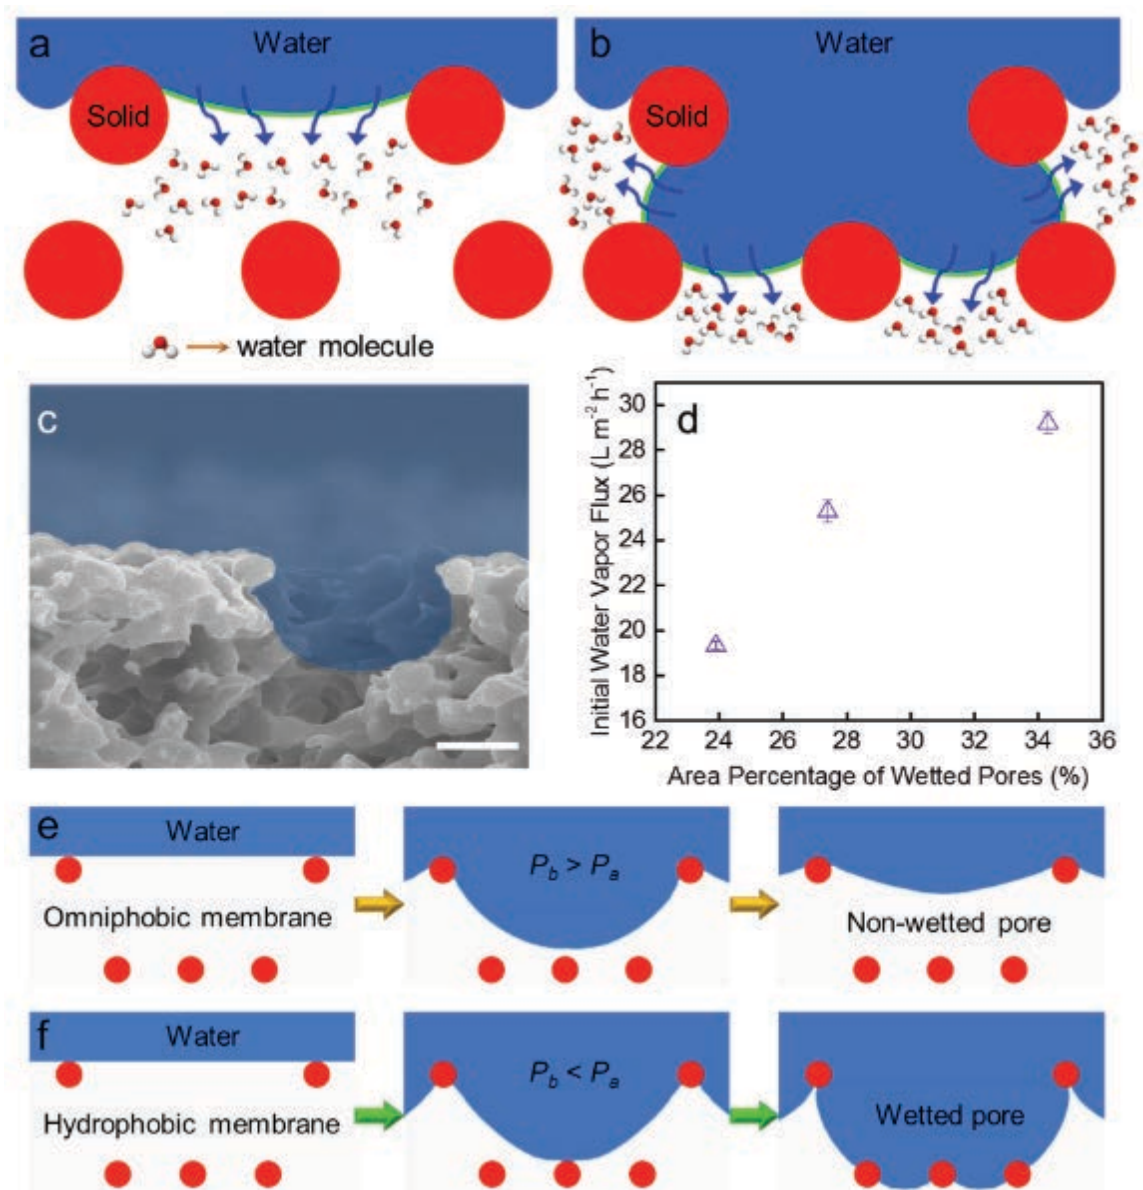 a
Water
Solid
b
Water
Solid
water molecule
c
d
Initial Water Vapor Flux (L m⁻² h⁻¹)
30
28
26
24
22
20
18
16
22 24 26 28 30 32 34 36
Area Percentage of Wetted Pores (%)
e
Water
Omniphobic membrane
P_b > P_a
Non-wetted pore
f
Water
Hydrophobic membrane
P_b < P_a
Wetted pore